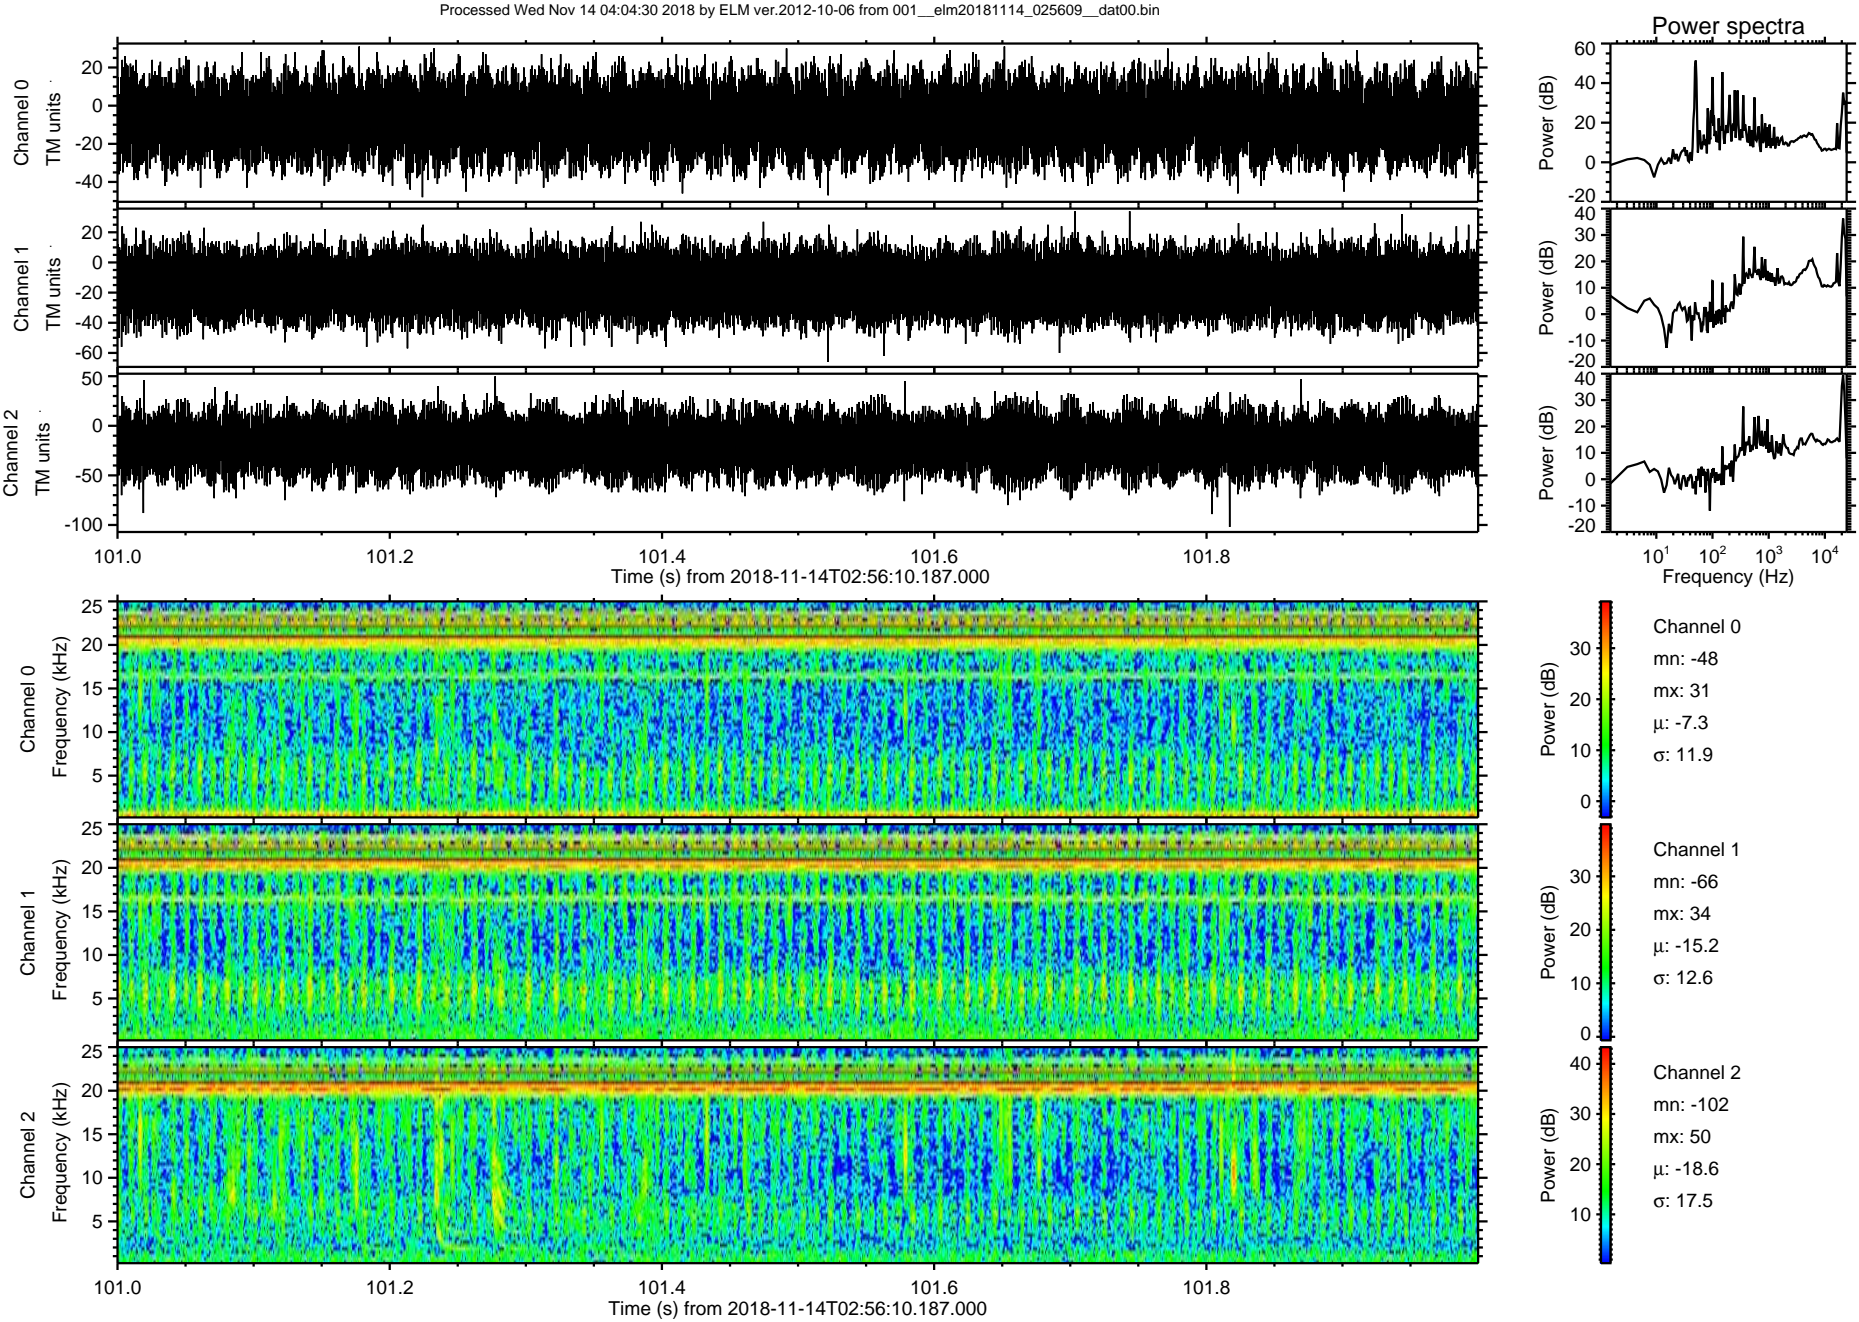 Processed Wed Nov 14 04:04:30 2018 by ELM ver.2012-10-06 from 001__elm20181114_025609__dat00.bin
Power spectra
Channel 0
TM units
20
0
-20
-40
Power (dB)
60
40
20
0
-20
Channel 1
TM units
20
0
-20
-40
-60
Power (dB)
40
30
20
10
0
-10
-20
Channel 2
TM units
50
0
-50
-100
Power (dB)
40
30
20
10
0
-10
-20
101.0 101.2 101.4 101.6 101.8
Time (s) from 2018-11-14T02:56:10.187.000
10¹ 10² 10³ 10⁴
Frequency (Hz)
Channel 0
Frequency (kHz)
25
20
15
10
5
Power (dB)
30
20
10
0
Channel 0
mn: -48
mx: 31
μ: -7.3
σ: 11.9
Channel 1
Frequency (kHz)
25
20
15
10
5
Power (dB)
30
20
10
0
Channel 1
mn: -66
mx: 34
μ: -15.2
σ: 12.6
Channel 2
Frequency (kHz)
25
20
15
10
5
Power (dB)
40
30
20
10
Channel 2
mn: -102
mx: 50
μ: -18.6
σ: 17.5
101.0 101.2 101.4 101.6 101.8
Time (s) from 2018-11-14T02:56:10.187.000